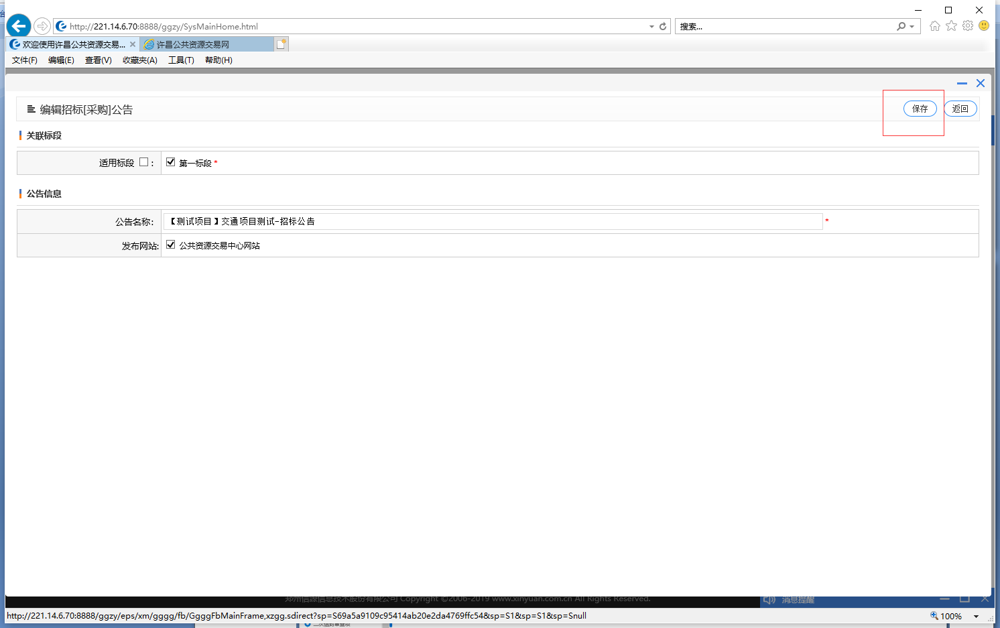 http://221.14.6.70:8888/ggzy/SysMainHome.html
搜索...
欢迎使用许昌公共资源交易...
许昌公共资源交易网
文件(F) 编辑(E) 查看(V) 收藏夹(A) 工具(T) 帮助(H)
编辑招标[采购]公告
保存 返回
关联标段
适用标段 : 第一标段 *
公告信息
公告名称: 【测试项目】交通项目测试-招标公告 *
发布网站: 公共资源交易中心网站
郑州信源信息技术股份有限公司 Copyright ©2006-2019 www.xinyuan.com.cn All Rights Reserved.
消息提醒
http://221.14.6.70:8888/ggzy/eps/xm/gggg/fb/GgggFbMainFrame,xzgg.sdirect?sp=S69a5a9109c95414ab20e2da4769ffc54&sp=S1&sp=S1&sp=Snull
100%